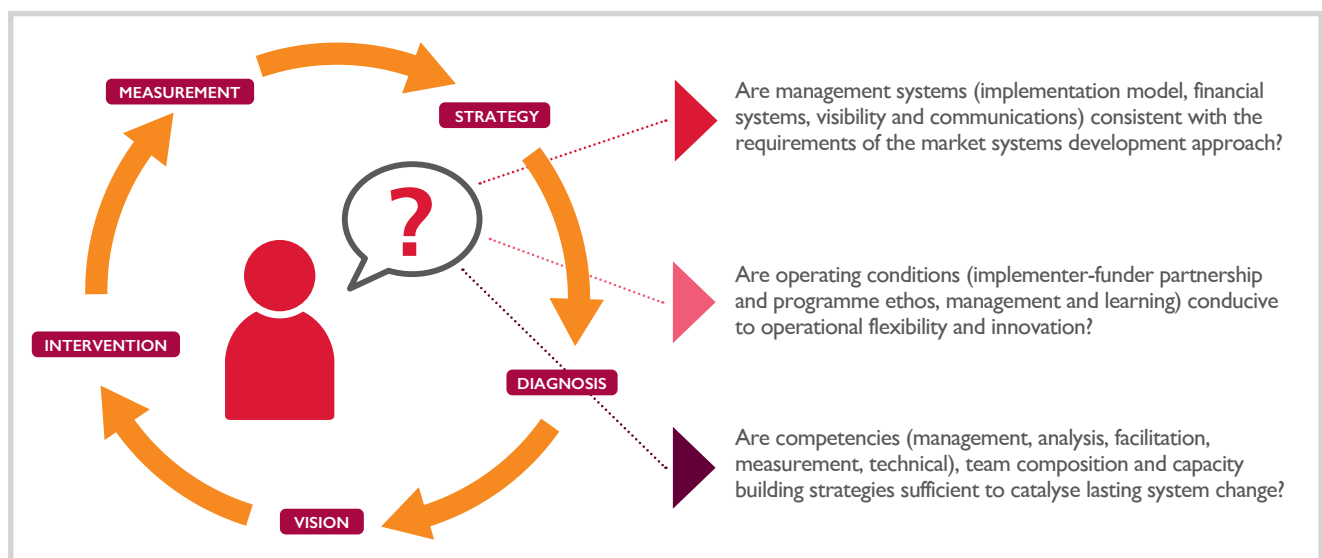 MEASUREMENT
STRATEGY
?
INTERVENTION
DIAGNOSIS
VISION
Are management systems (implementation model, financial
systems, visibility and communications) consistent with the
requirements of the market systems development approach?
Are operating conditions (implementer-funder partnership
and programme ethos, management and learning) conducive
to operational flexibility and innovation?
Are competencies (management, analysis, facilitation,
measurement, technical), team composition and capacity
building strategies sufficient to catalyse lasting system change?